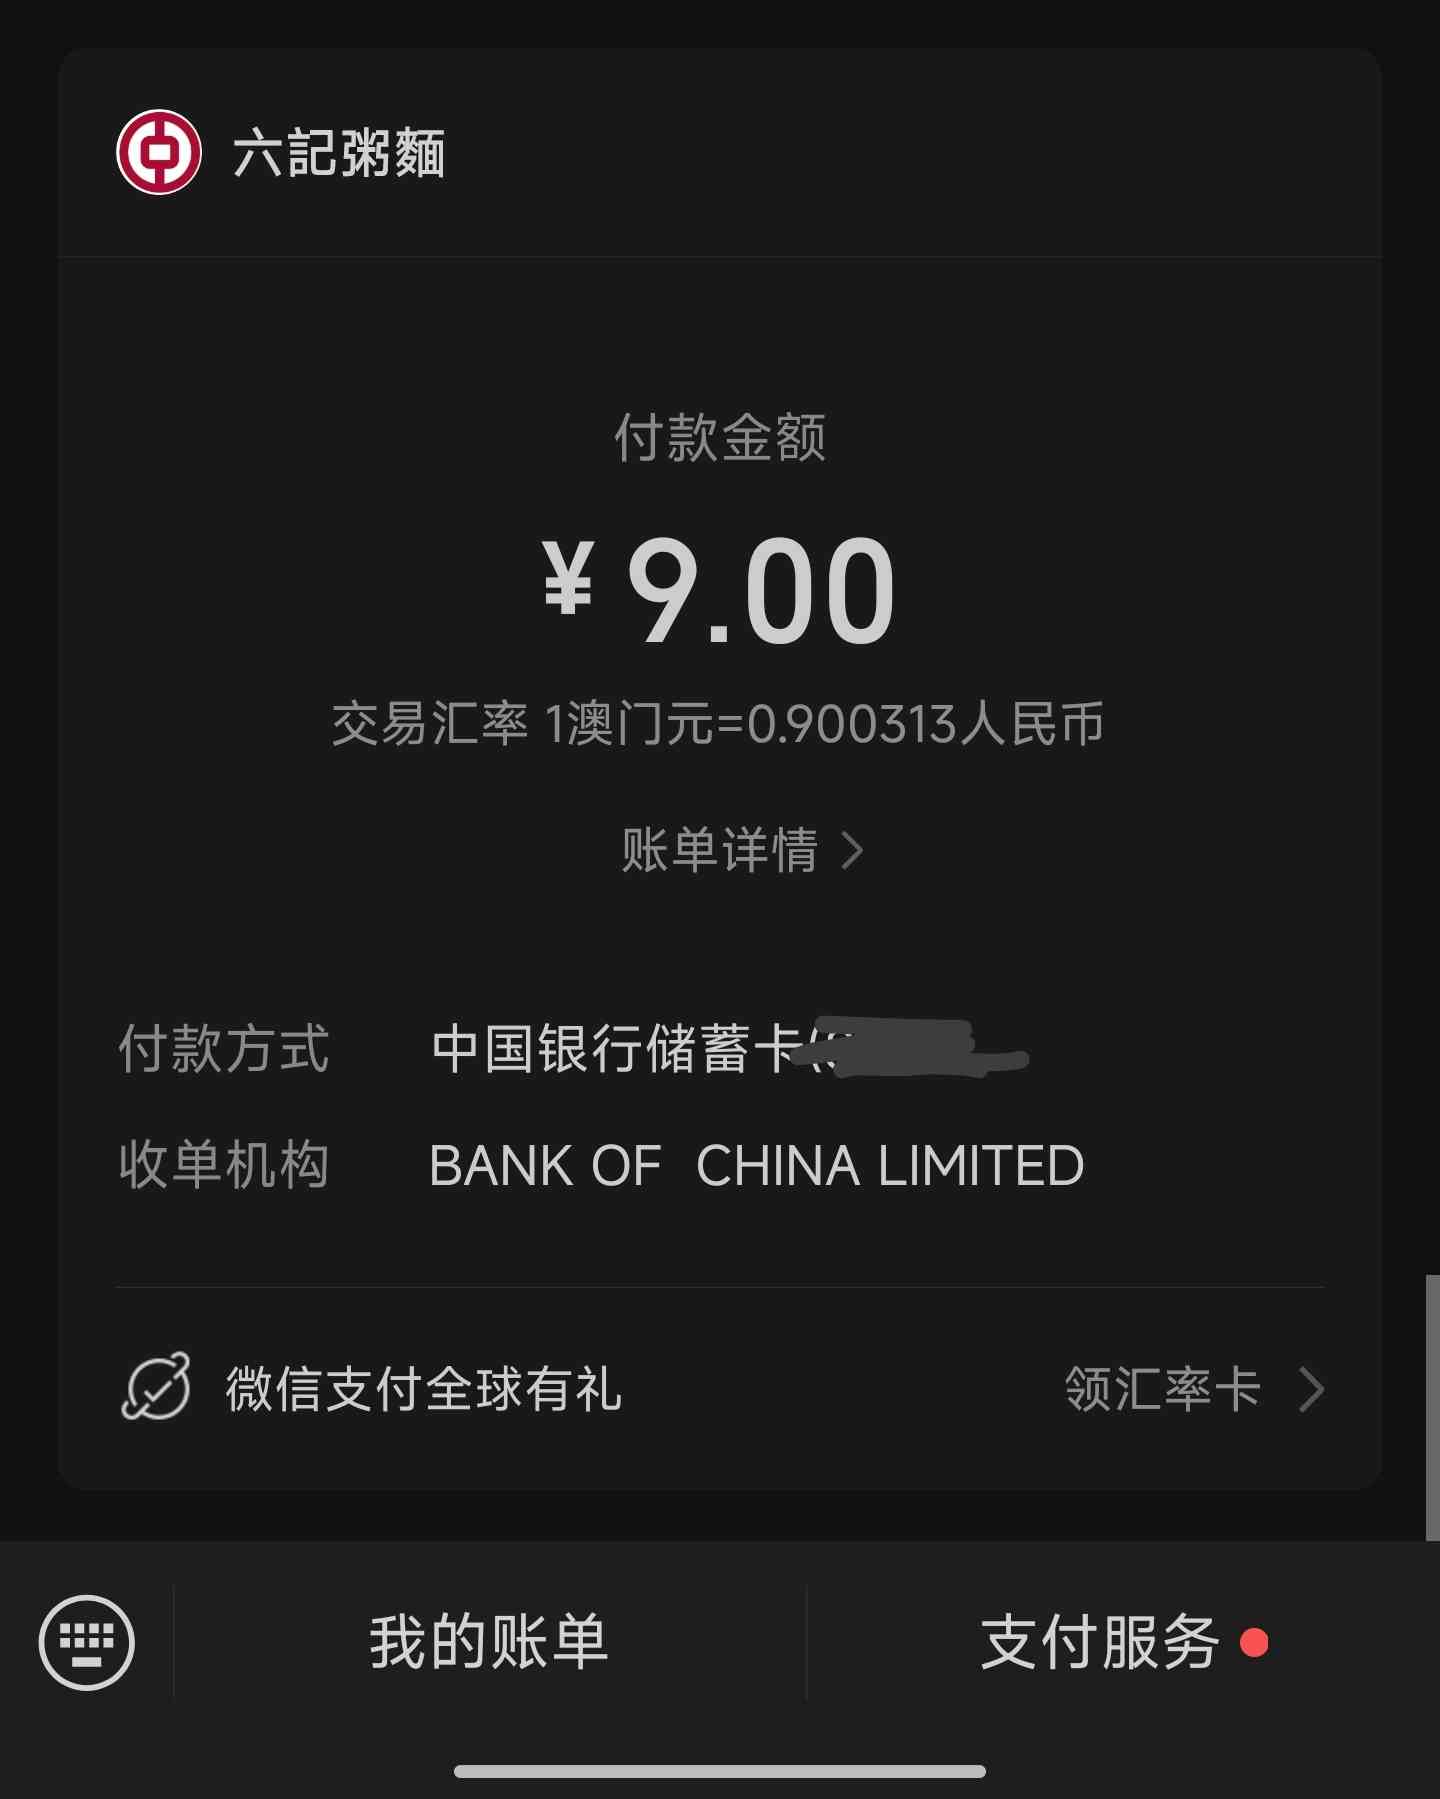 六記粥麵
付款金额
¥9.00
交易汇率 1澳门元=0.900313人民币
账单详情
付款方式 中国银行储蓄卡(
收单机构 BANK OF  CHINA LIMITED
微信支付全球有礼 领汇率卡
我的账单 支付服务